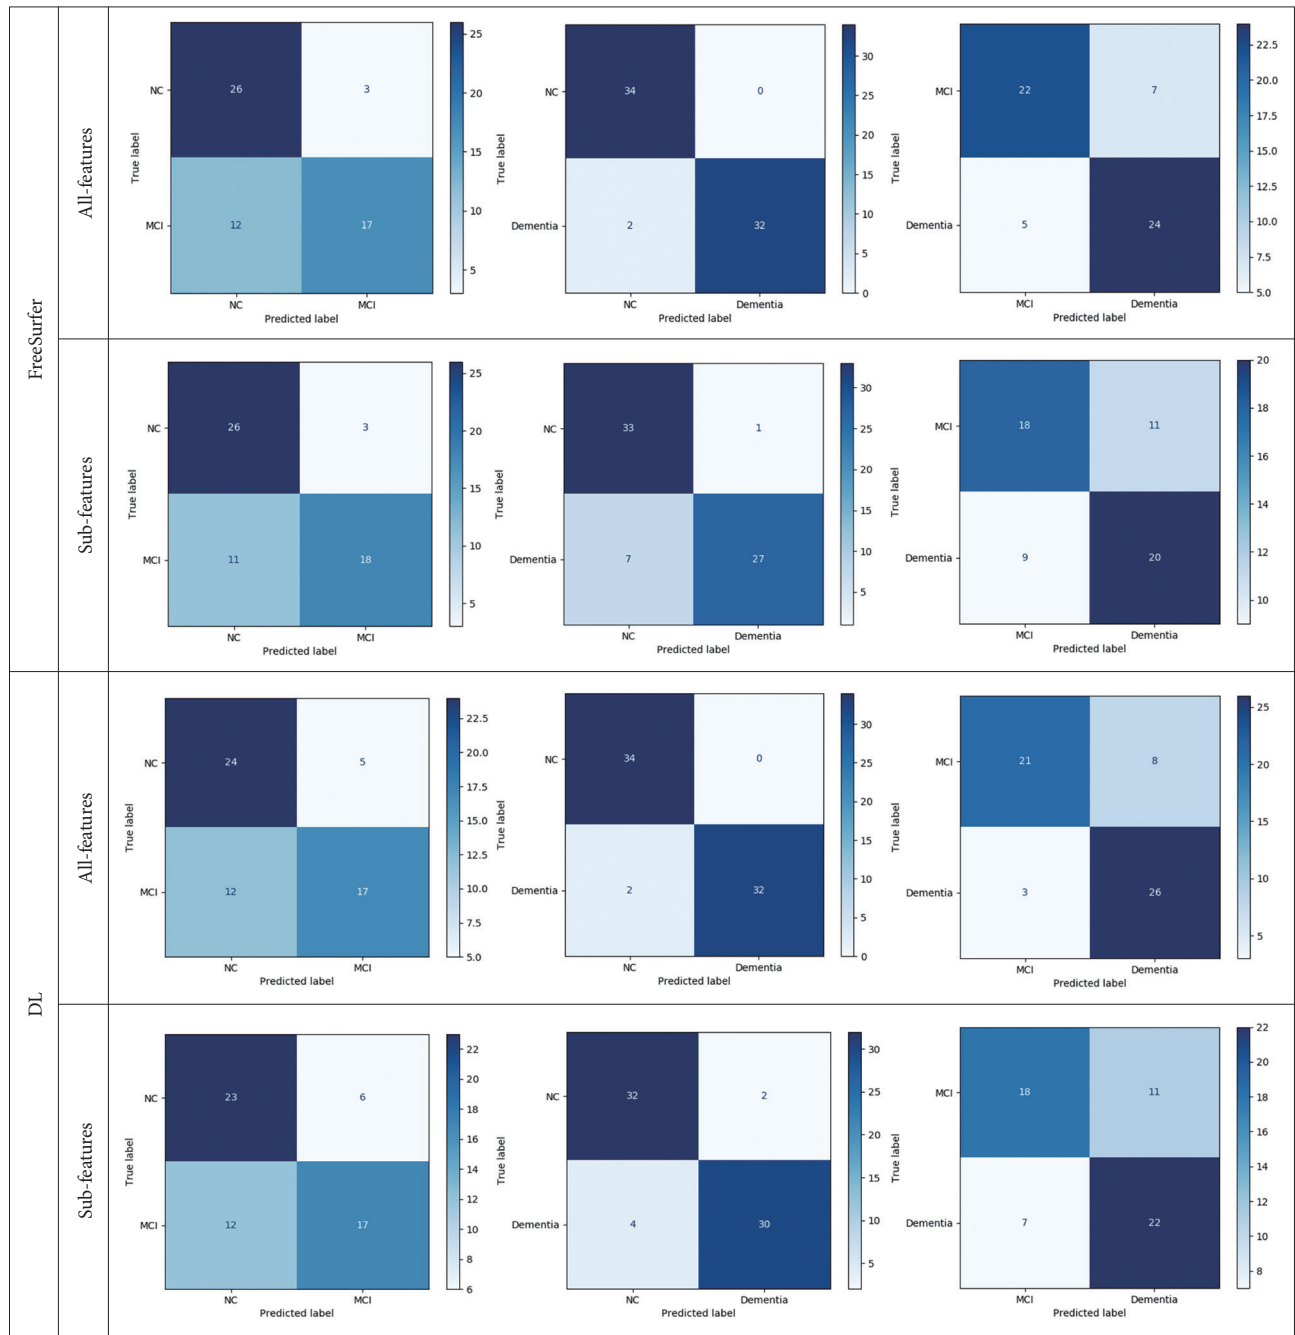 FreeSurfer
All-features
True label
NC
MCI
26 3
12 17
NC MCI
Predicted label
25
20
15
10
5
True label
NC
Dementia
34 0
2 32
NC Dementia
Predicted label
30
25
20
15
10
5
0
True label
MCI
Dementia
22 7
5 24
MCI Dementia
Predicted label
22.5
20.0
17.5
15.0
12.5
10.0
7.5
5.0
Sub-features
True label
NC
MCI
26 3
11 18
NC MCI
Predicted label
25
20
15
10
5
True label
NC
Dementia
33 1
7 27
NC Dementia
Predicted label
30
25
20
15
10
5
True label
MCI
Dementia
18 11
9 20
MCI Dementia
Predicted label
20
18
16
14
12
10
DL
All-features
True label
NC
MCI
24 5
12 17
NC MCI
Predicted label
22.5
20.0
17.5
15.0
12.5
10.0
7.5
5.0
True label
NC
Dementia
34 0
2 32
NC Dementia
Predicted label
30
25
20
15
10
5
0
True label
MCI
Dementia
21 8
3 26
MCI Dementia
Predicted label
25
20
15
10
5
Sub-features
True label
NC
MCI
23 6
12 17
NC MCI
Predicted label
22
20
18
16
14
12
10
8
6
True label
NC
Dementia
32 2
4 30
NC Dementia
Predicted label
30
25
20
15
10
5
True label
MCI
Dementia
18 11
7 22
MCI Dementia
Predicted label
22
20
18
16
14
12
10
8